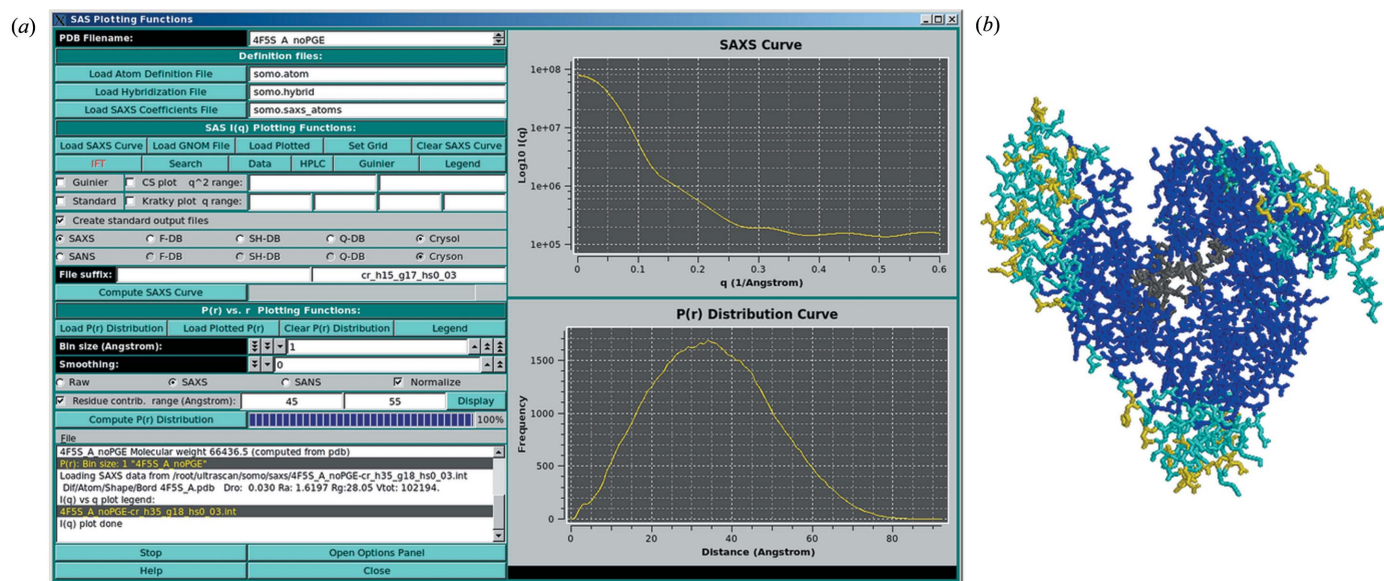 (a)
SAS Plotting Functions
PDB Filename: 4F5S_A_noPGE
Definition files:
Load Atom Definition File somo.atom
Load Hybridization File somo.hybrid
Load SAXS Coefficients File somo.saxs_atoms
SAS I(q) Plotting Functions:
Load SAXS Curve Load GNOM File Load Plotted Set Grid Clear SAXS Curve
IFT Search Data HPLC Guinier Legend
Guinier CS plot q^2 range:
Standard Kratky plot q range:
Create standard output files
SAXS F-DB SH-DB Q-DB Crysol
SANS F-DB SH-DB Q-DB Cryson
File suffix: cr_h15_g17_hs0_03
Compute SAXS Curve
P(r) vs. r Plotting Functions:
Load P(r) Distribution Load Plotted P(r) Clear P(r) Distribution Legend
Bin size (Angstrom): 1
Smoothing: 0
Raw SAXS SANS Normalize
Residue contrib. range (Angstrom): 45 55 Display
Compute P(r) Distribution 100%
File
4F5S_A_noPGE Molecular weight 66436.5 (computed from pdb)
P(r): Bin size: 1 "4F5S_A_noPGE"
Loading SAXS data from /root/ultrascan/somo/saxs/4F5S_A_noPGE-cr_h35_g18_hs0_03.int
Dif/Atom/Shape/Bord 4F5S_A.pdb Dro: 0.030 Ra: 1.6197 Rg:28.05 Vtot: 102194.
I(q) vs q plot legend:
4F5S_A_noPGE-cr_h35_g18_hs0_03.int
I(q) plot done
Stop Open Options Panel
Help Close
SAXS Curve
Log10 I(q)
1e+08
1e+07
1e+06
1e+05
0 0.1 0.2 0.3 0.4 0.5 0.6
q (1/Angstrom)
P(r) Distribution Curve
Frequency
1500
1000
500
0
0 20 40 60 80
Distance (Angstrom)
(b)